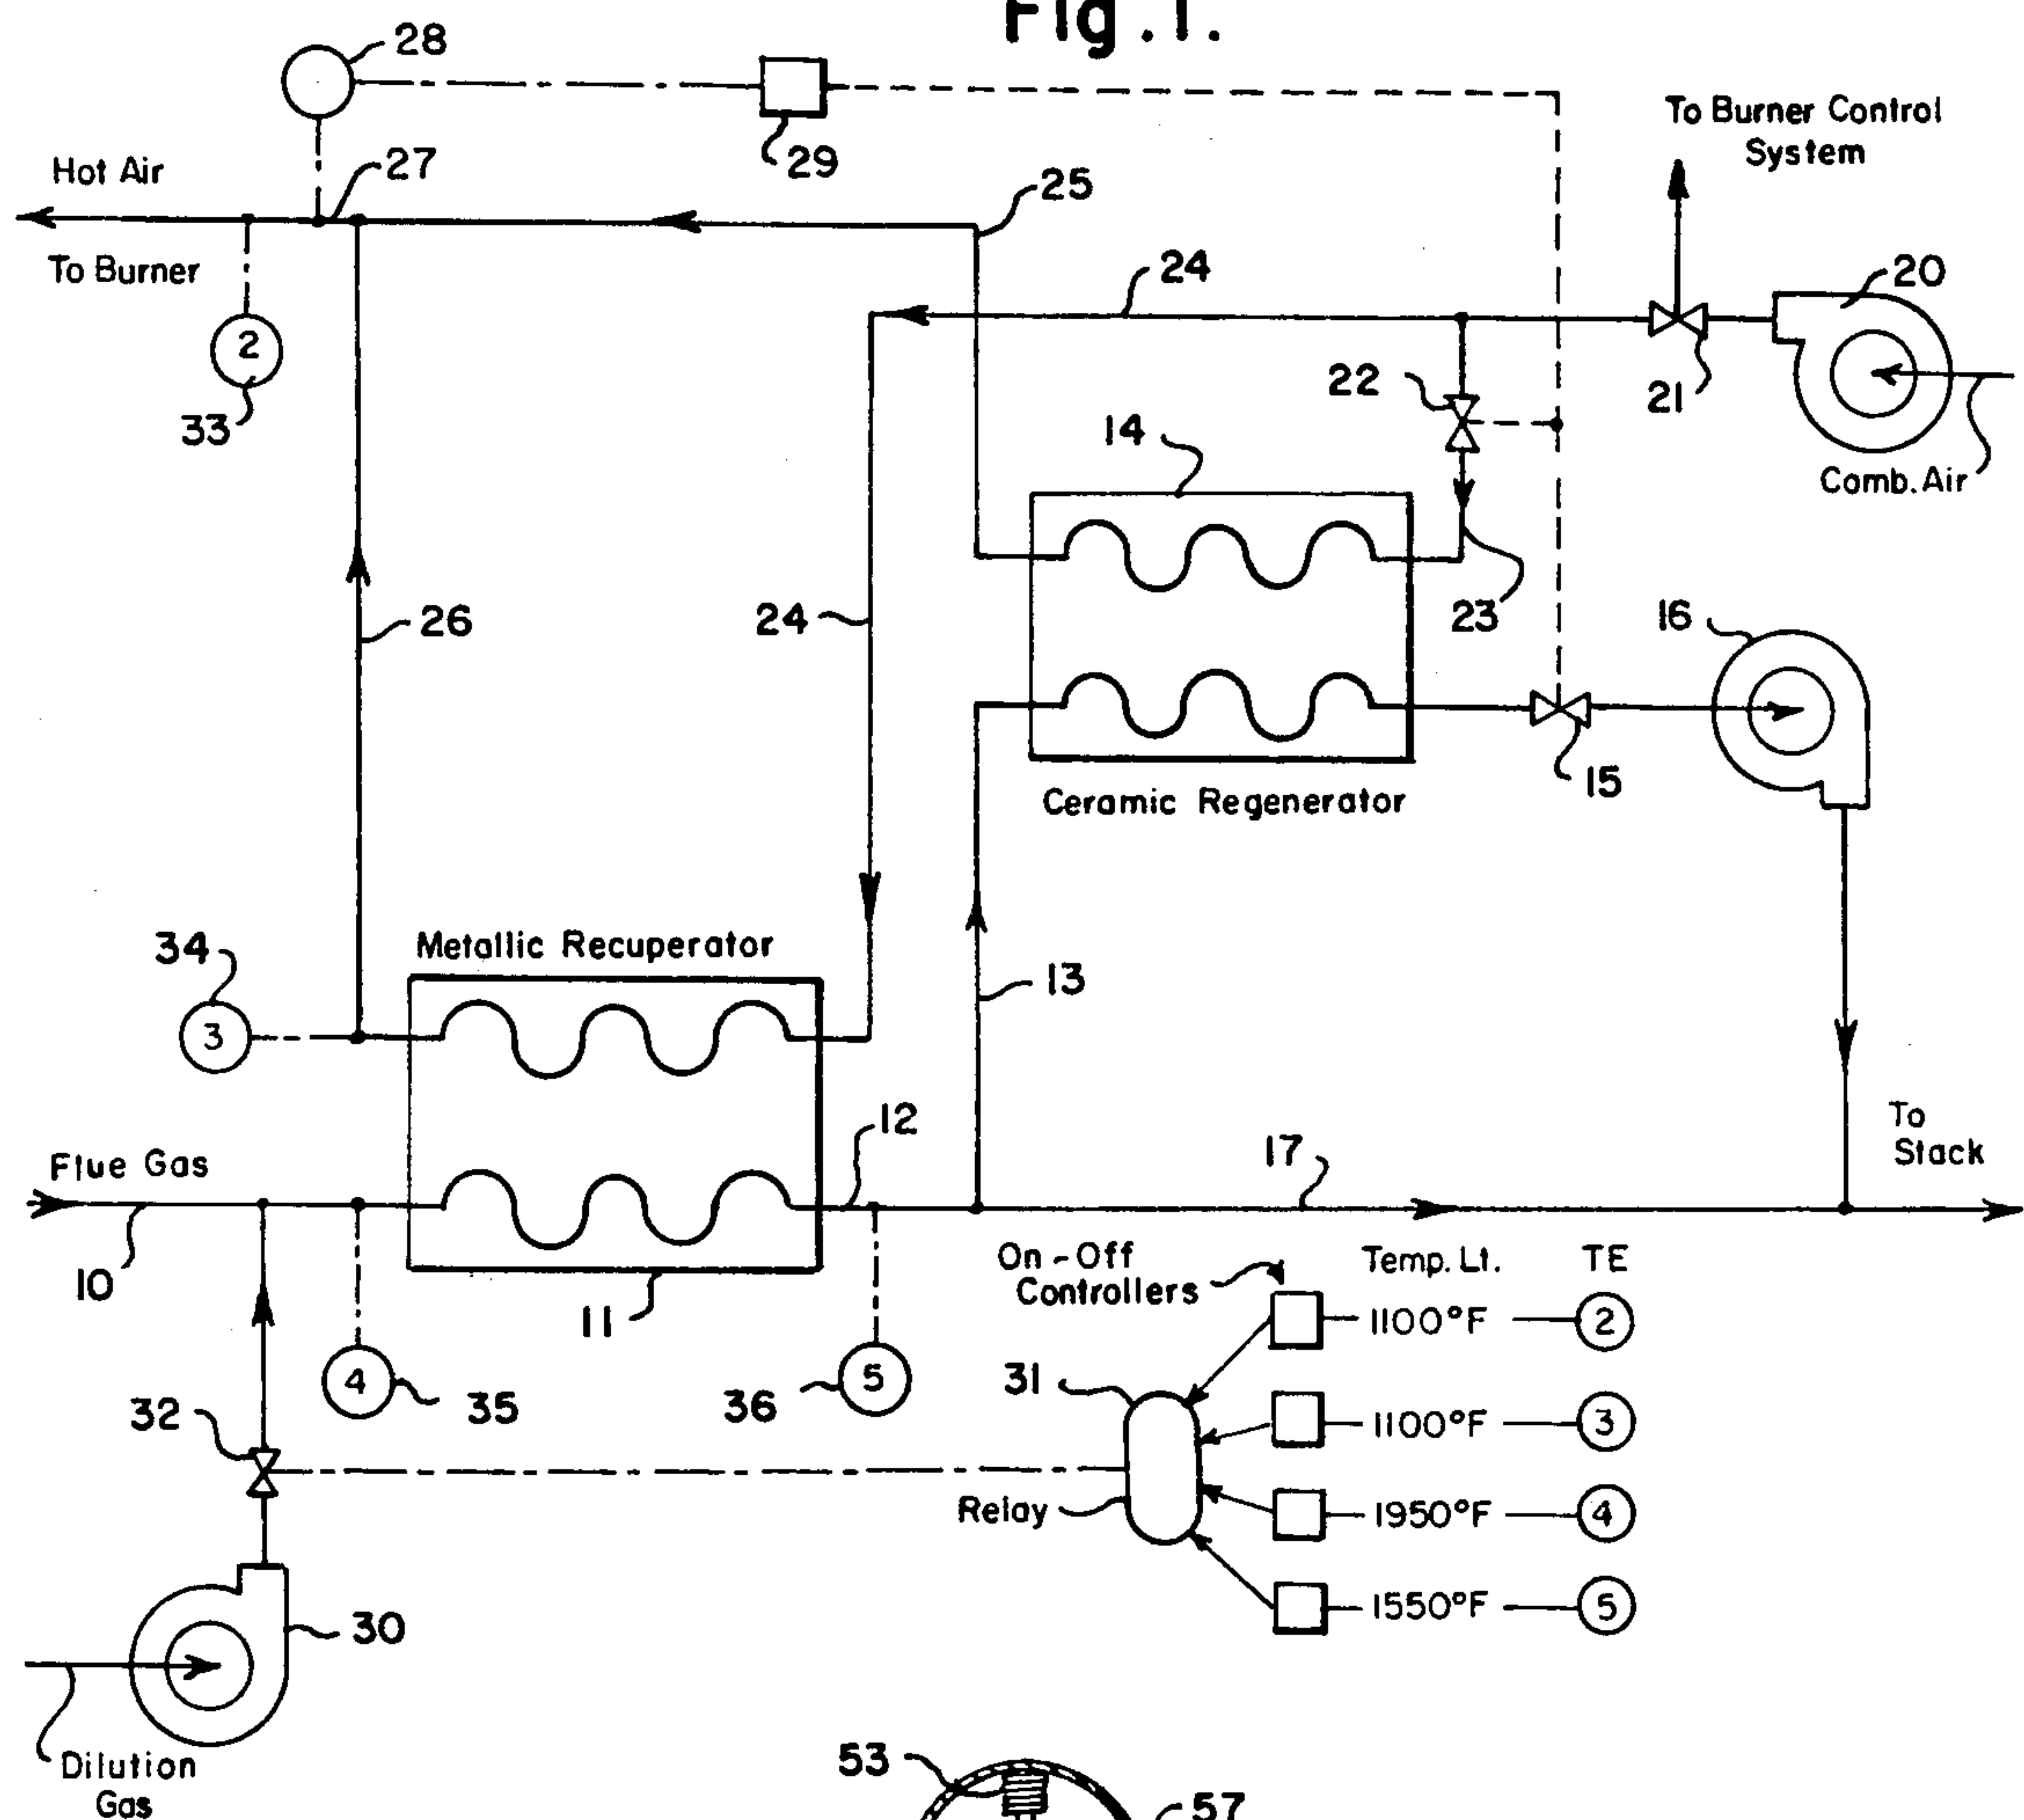 Fig.1.
28
29
To Burner Control
System
Hot Air
27
25
To Burner
24
20
2
33
22
21
14
Comb. Air
26
24
23
16
15
Ceramic Regenerator
34
Metallic Recuperator
13
3
12
To
Stack
Flue Gas
17
10
11
On-Off
Controllers
Temp. Lt.
TE
1100°F
2
4
35
36
5
31
32
1100°F
3
Relay
1950°F
4
1550°F
5
30
Dilution
Gas
53
57